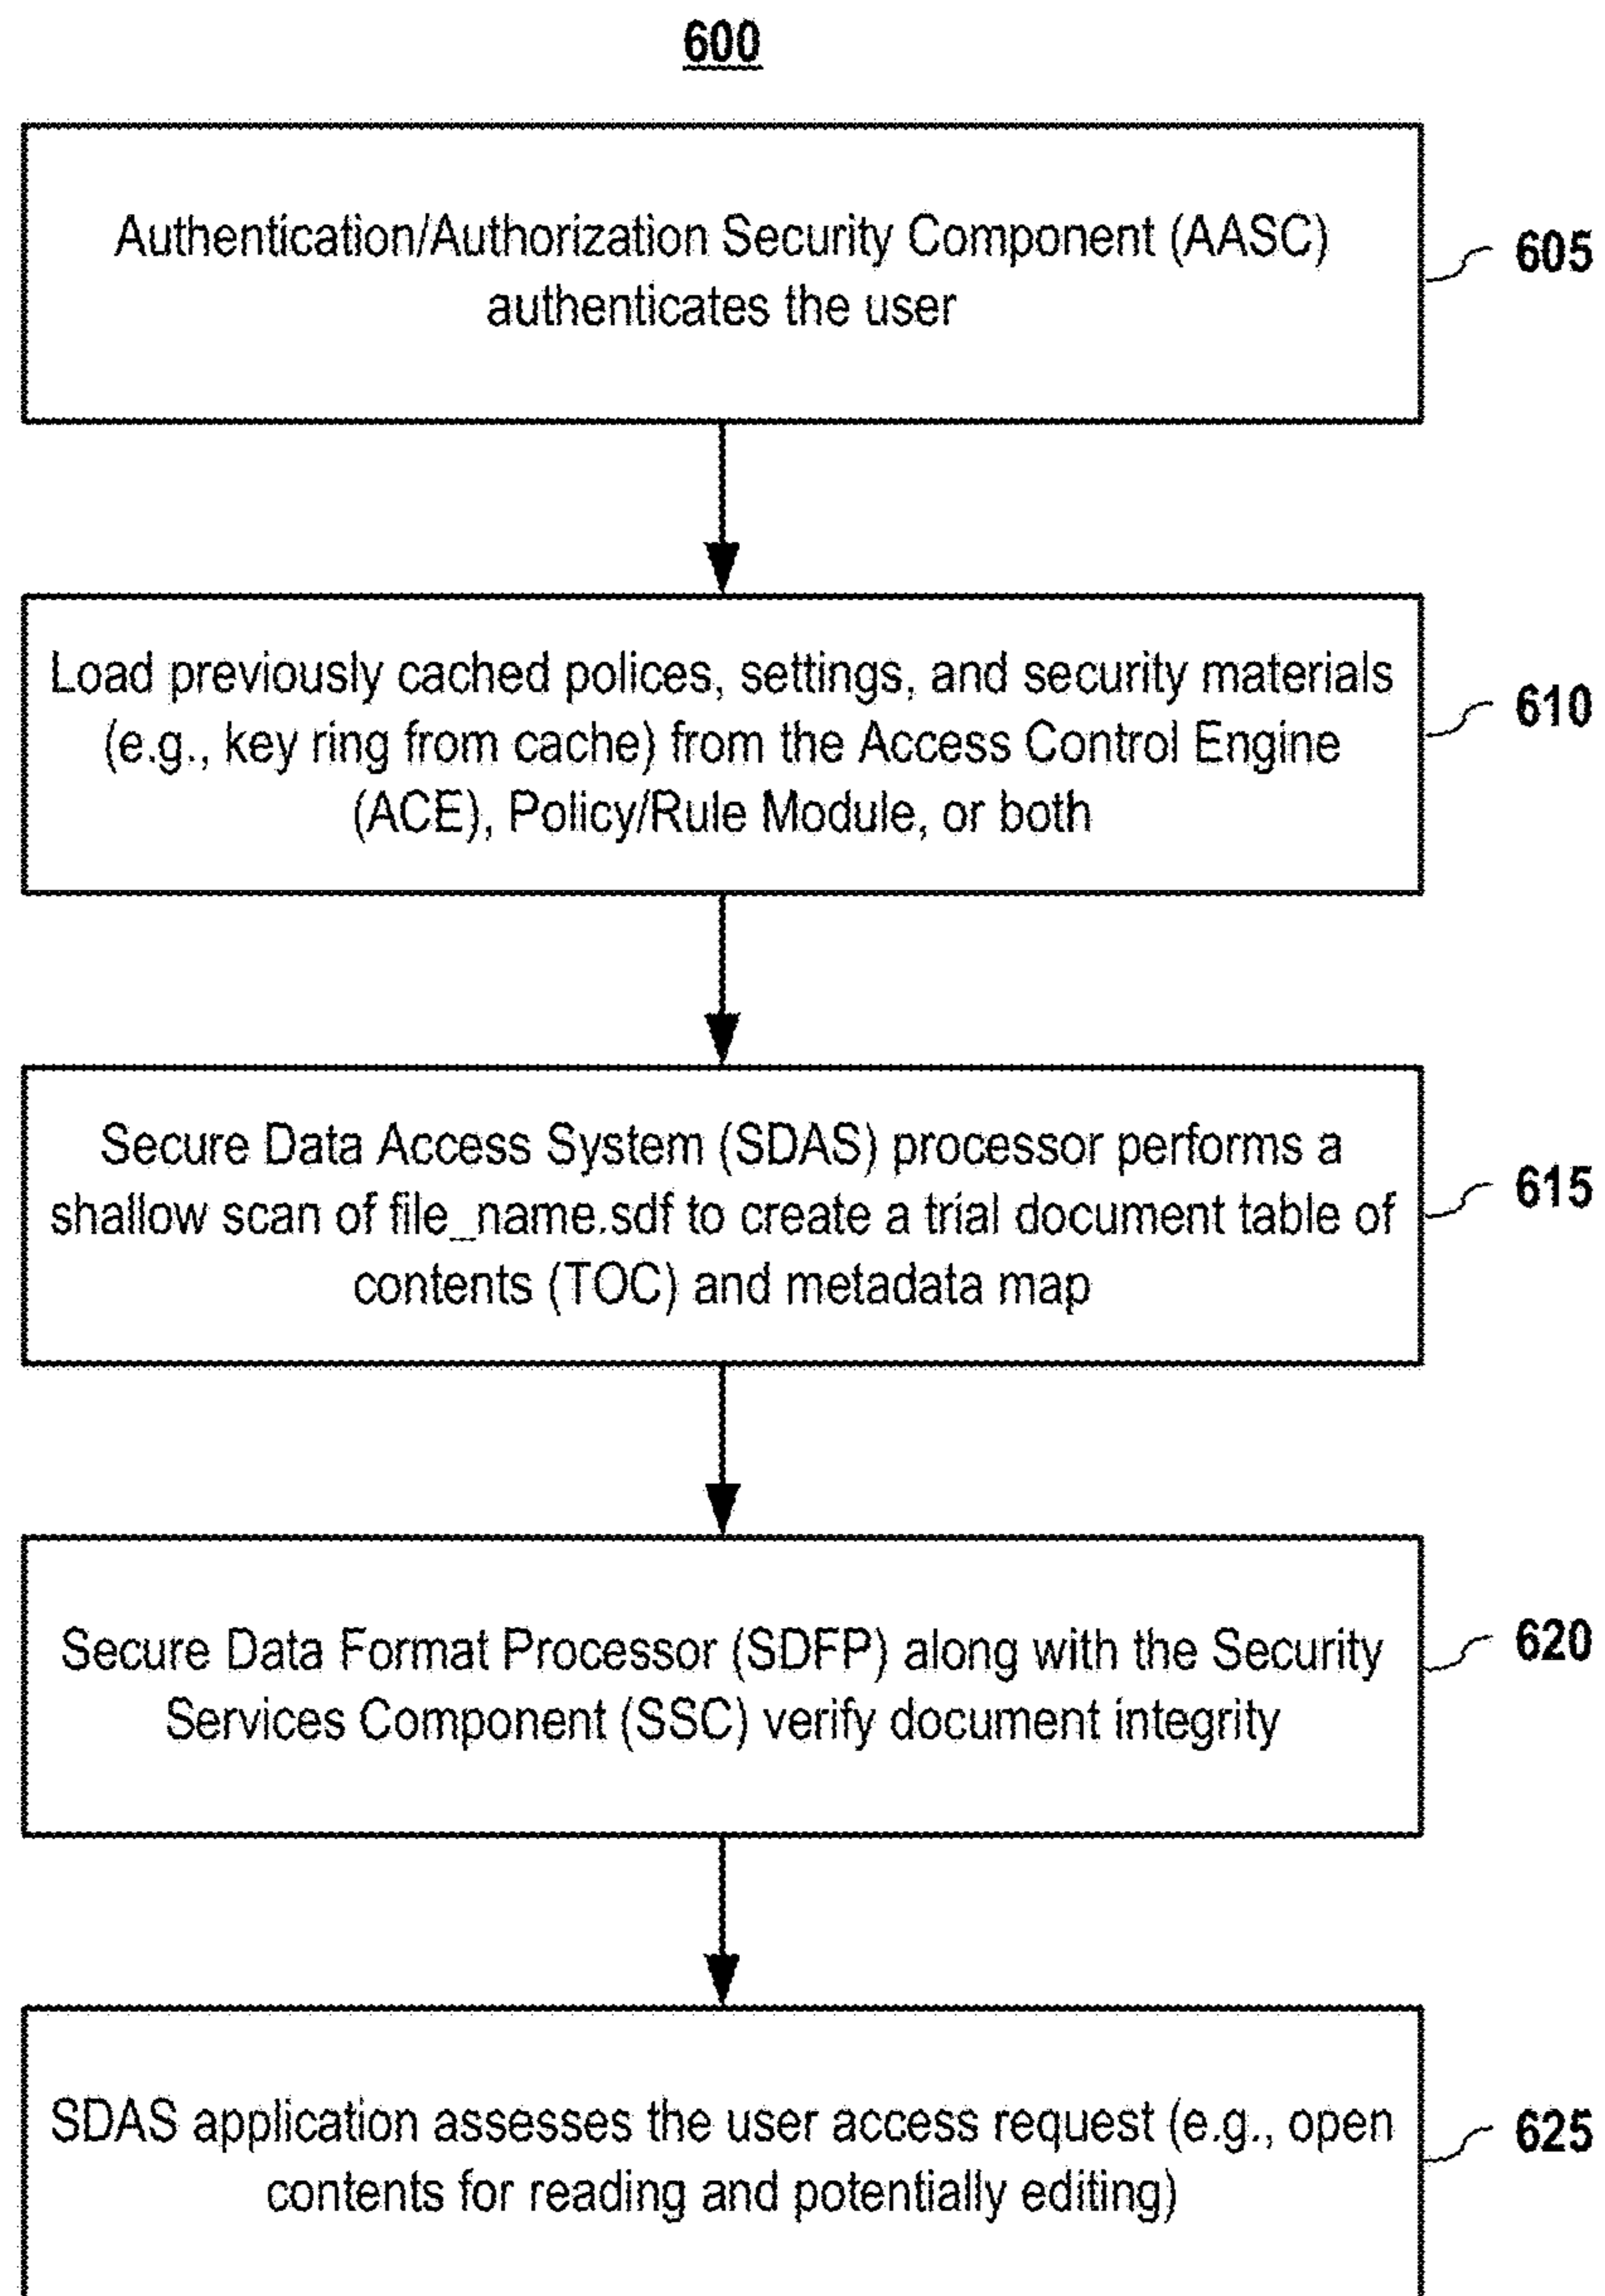 600
Authentication/Authorization Security Component (AASC)
authenticates the user
605
Load previously cached polices, settings, and security materials
(e.g., key ring from cache) from the Access Control Engine
(ACE), Policy/Rule Module, or both
610
Secure Data Access System (SDAS) processor performs a
shallow scan of file_name.sdf to create a trial document table of
contents (TOC) and metadata map
615
Secure Data Format Processor (SDFP) along with the Security
Services Component (SSC) verify document integrity
620
SDAS application assesses the user access request (e.g., open
contents for reading and potentially editing)
625